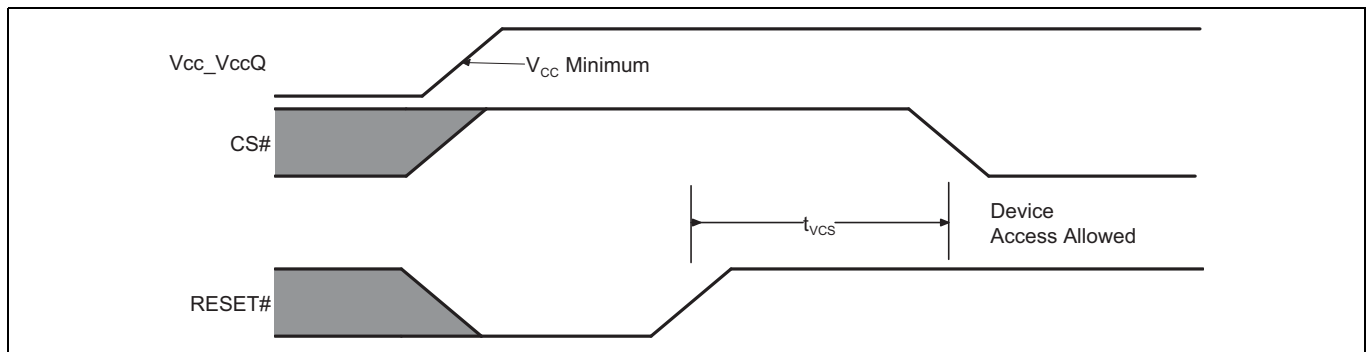 Vcc_VccQ
VCC Minimum
CS#
tVCS
Device
Access Allowed
RESET#